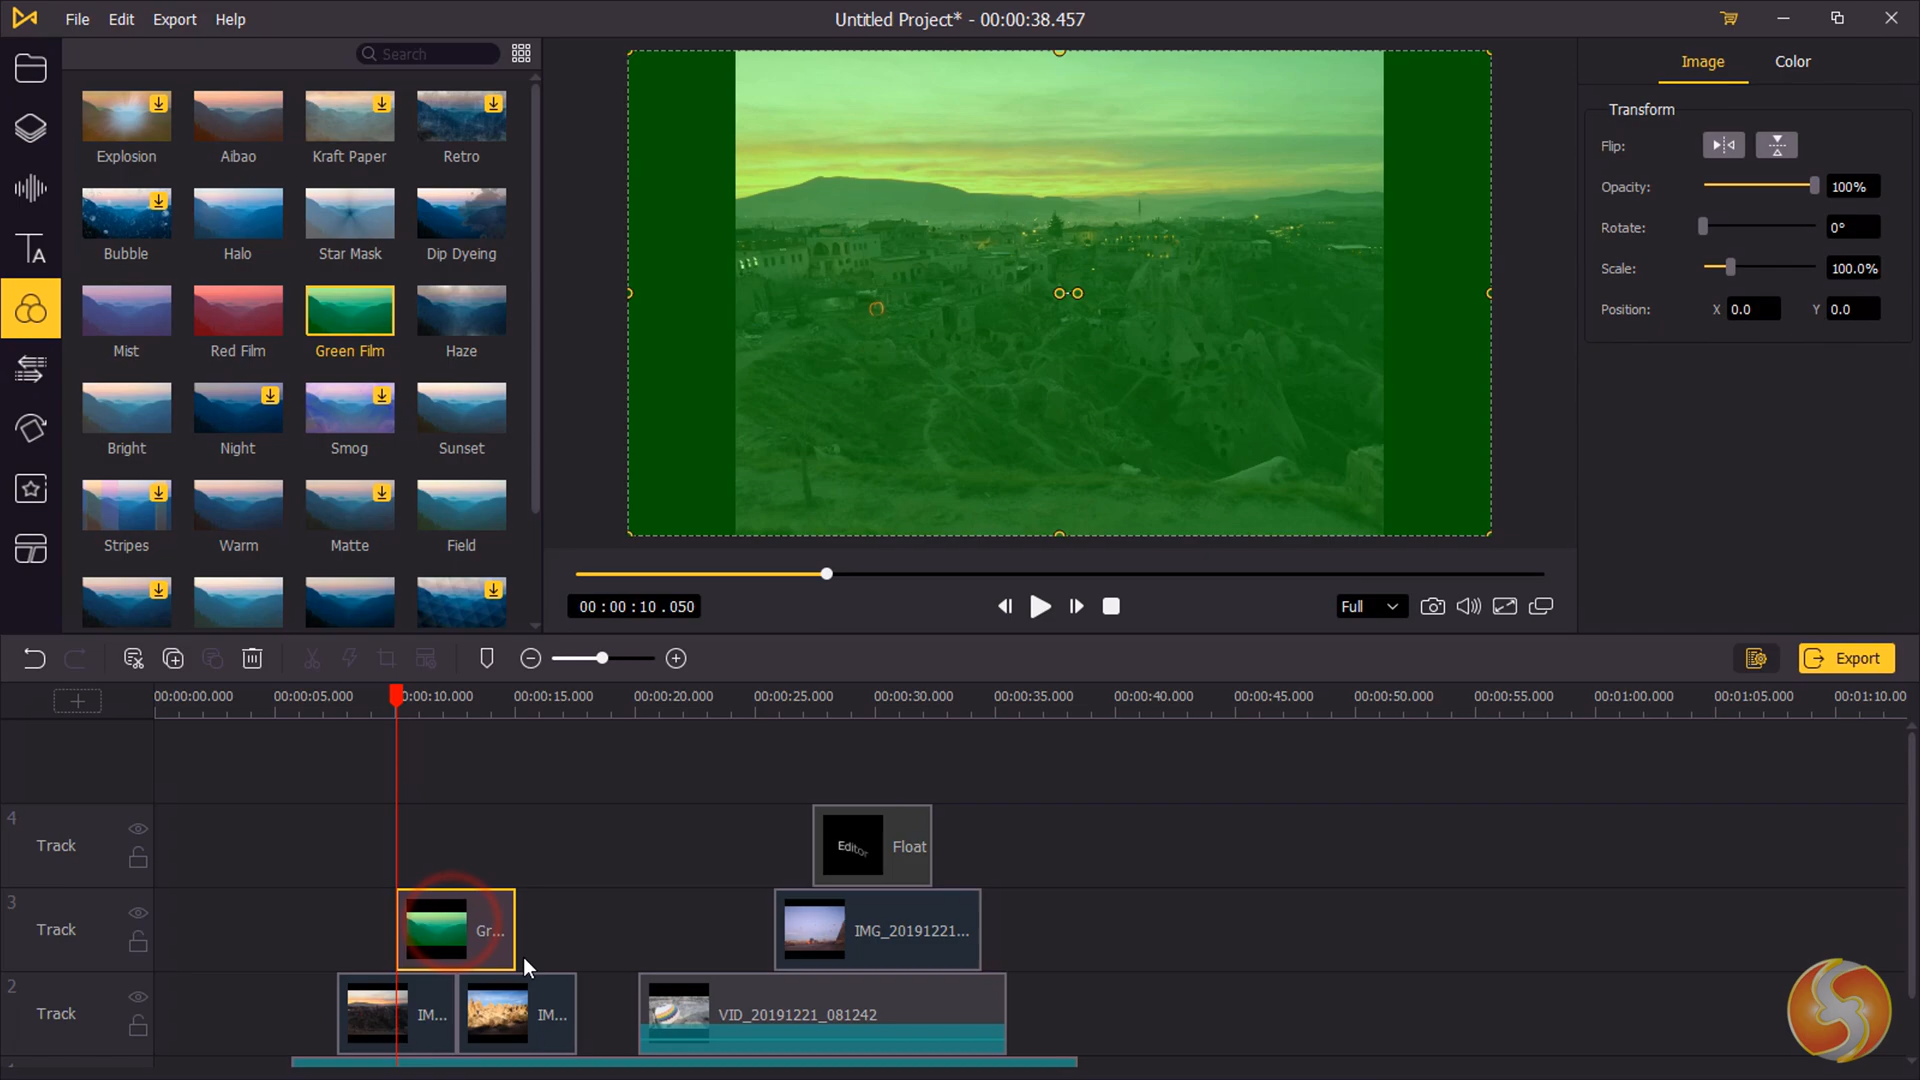 File Edit Export Help
Untitled Project* - 00:00:38.457
Search
Image Color
Explosion Aibao Kraft Paper Retro
Bubble Halo Star Mask Dip Dyeing
Mist Red Film Green Film Haze
Bright Night Smog Sunset
Stripes Warm Matte Field
Transform
Flip:
Opacity: 100%
Rotate: 0°
Scale: 100.0%
Position: X 0.0 Y 0.0
00 : 00 : 10 . 050
Full
Export
00:00:00.000 00:00:05.000 00:00:10.000 00:00:15.000 00:00:20.000 00:00:25.000 00:00:30.000 00:00:35.000 00:00:40.000 00:00:45.000 00:00:50.000 00:00:55.000 00:01:00.000 00:01:05.000 00:01:10.00
4
Track
Editor Float
3
Track
Gr...
IMG_20191221...
2
Track
IM...
IM...
VID_20191221_081242